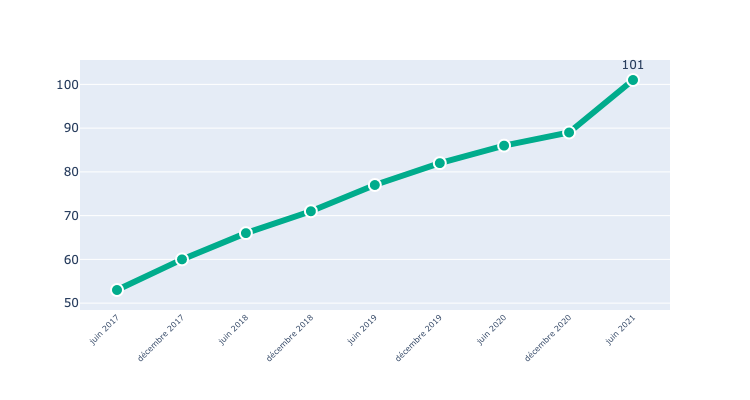 101
100
90
80
70
60
50
juin 2017
décembre 2017
juin 2018
décembre 2018
juin 2019
décembre 2019
juin 2020
décembre 2020
juin 2021